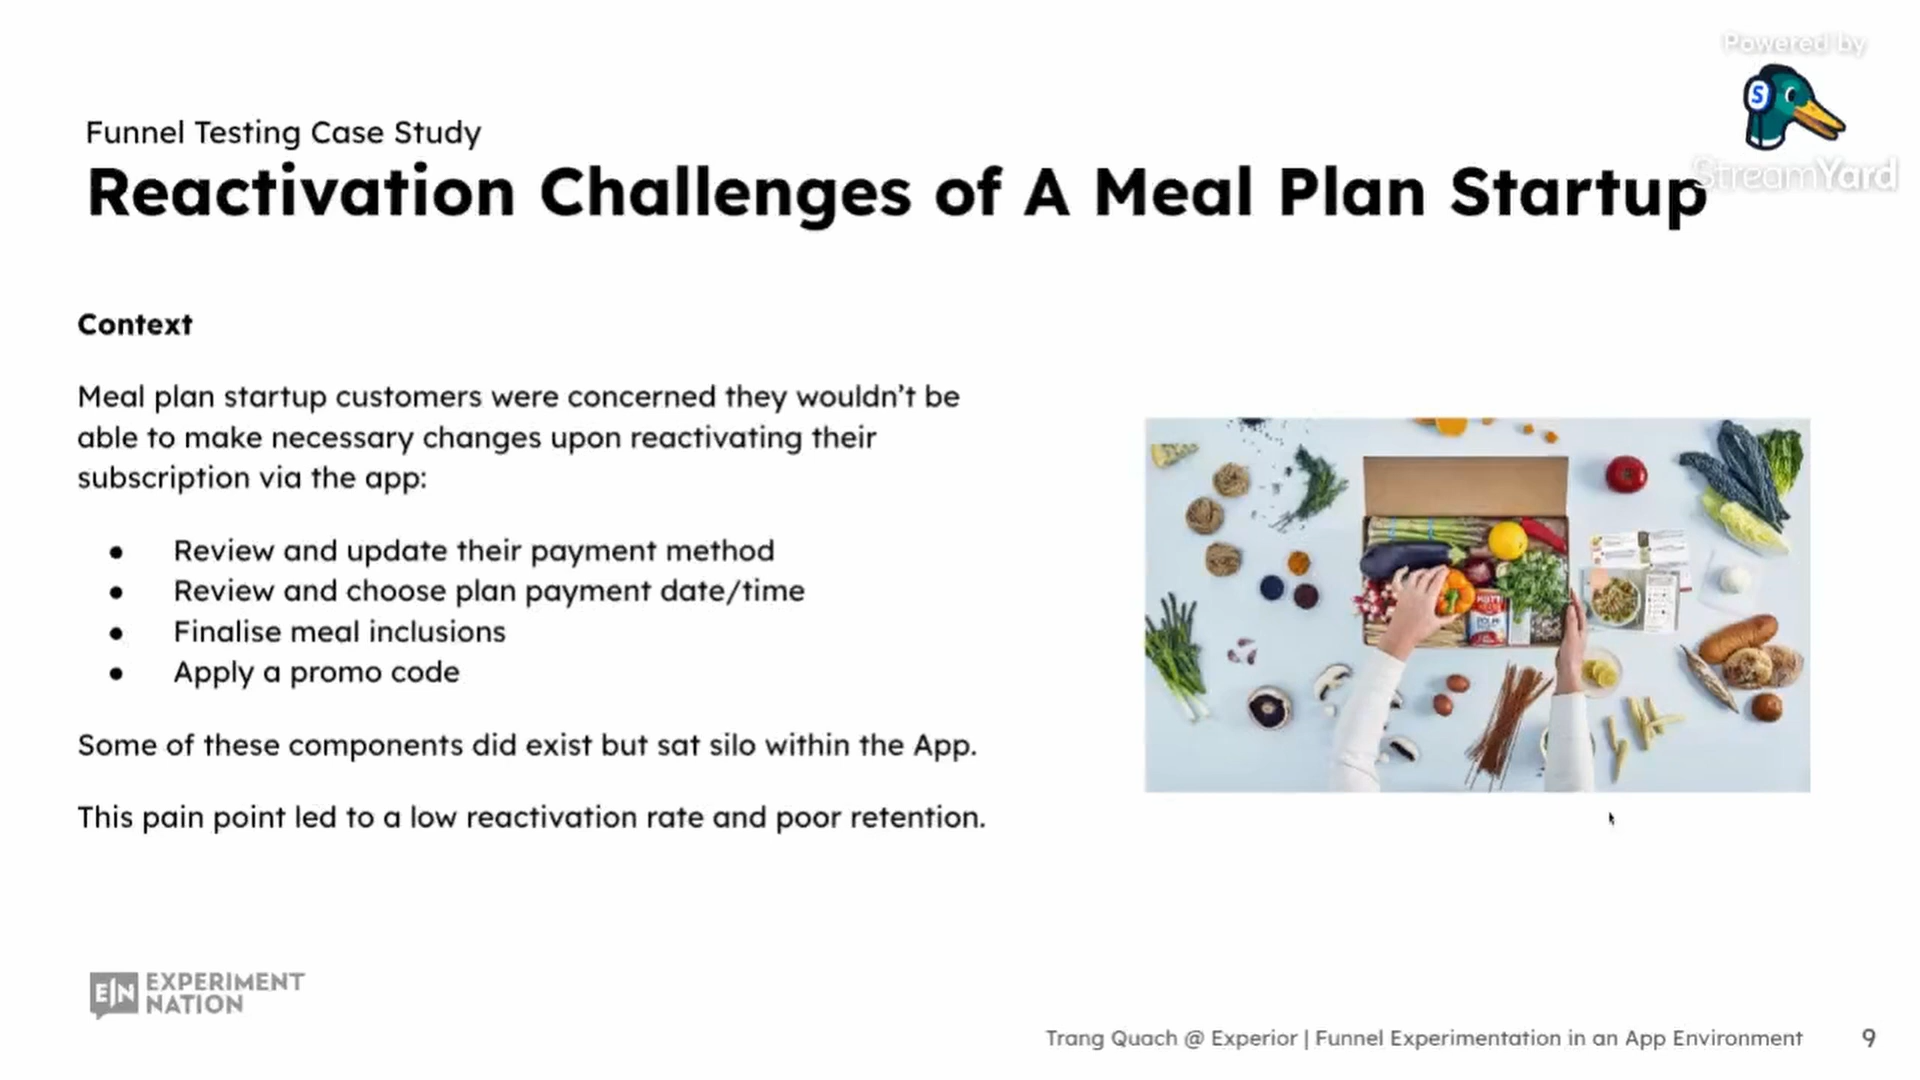 Powered by
S
StreamYard
Funnel Testing Case Study
Reactivation Challenges of A Meal Plan Startup
Context
Meal plan startup customers were concerned they wouldn’t be
able to make necessary changes upon reactivating their
subscription via the app:
● Review and update their payment method
● Review and choose plan payment date/time
● Finalise meal inclusions
● Apply a promo code
Some of these components did exist but sat silo within the App.
This pain point led to a low reactivation rate and poor retention.
E|N EXPERIMENT
NATION
Trang Quach @ Experior | Funnel Experimentation in an App Environment 9